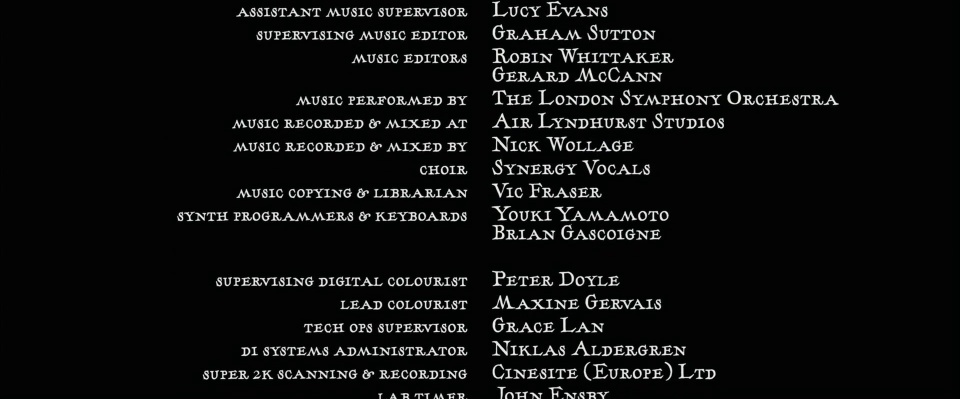 ASSISTANT MUSIC SUPERVISOR LUCY EVANS
SUPERVISING MUSIC EDITOR GRAHAM SUTTON
MUSIC EDITORS ROBIN WHITTAKER
GERARD MCCANN
MUSIC PERFORMED BY THE LONDON SYMPHONY ORCHESTRA
MUSIC RECORDED & MIXED AT AIR LYNDHURST STUDIOS
MUSIC RECORDED & MIXED BY NICK WOLLAGE
CHOIR SYNERGY VOCALS
MUSIC COPYING & LIBRARIAN VIC FRASER
SYNTH PROGRAMMERS & KEYBOARDS YOUKI YAMAMOTO
BRIAN GASCOIGNE
SUPERVISING DIGITAL COLOURIST PETER DOYLE
LEAD COLOURIST MAXINE GERVAIS
TECH OPS SUPERVISOR GRACE LAN
DI SYSTEMS ADMINISTRATOR NIKLAS ALDERGREN
SUPER 2K SCANNING & RECORDING CINESITE (EUROPE) LTD
LAB TIMER JOHN ENSBY